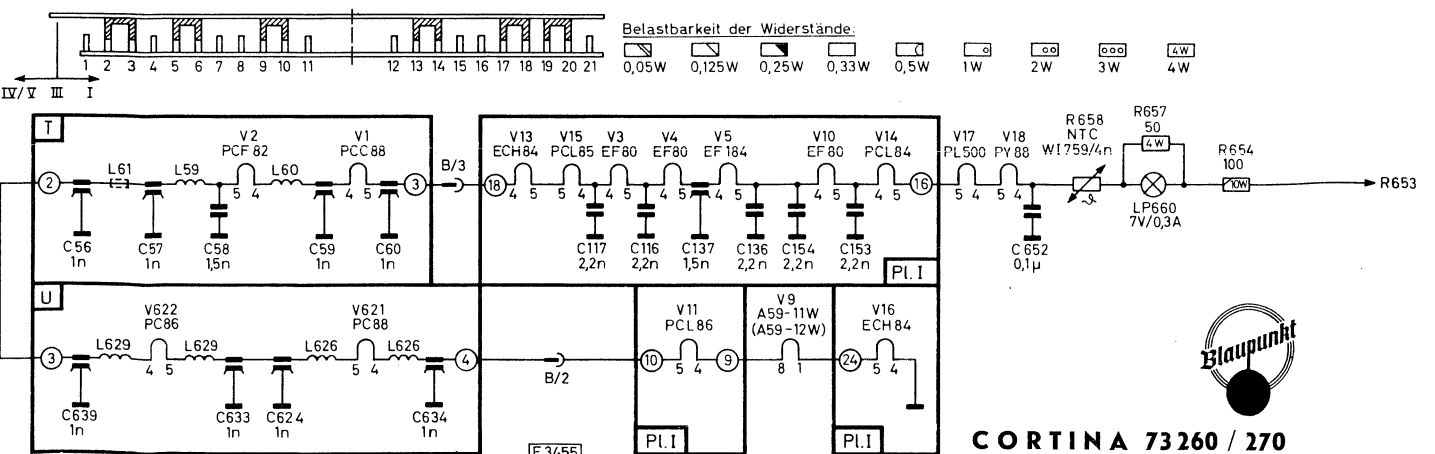 Belastbarkeit der Widerstände:
0,05W 0,125W 0,25W 0,33W 0,5W 1W 2W 3W 4W
4W
1 2 3 4 5 6 7 8 9 10 11 12 13 14 15 16 17 18 19 20 21
IV/V III I
T
V2
PCF 82
V1
PCC 88
L61
L59
L60
2
5 4
5 4
3
B/3
C56
1n
C57
1n
C58
1,5n
C59
1n
C60
1n
V13
ECH 84
V15
PCL85
V3
EF80
V4
EF80
V5
EF 184
V10
EF 80
V14
PCL 84
18
4 5
5 4
4 5
4 5
4 5
4 5
4 5
16
C117
2,2n
C116
2,2n
C137
1,5n
C136
2,2n
C154
2,2n
C153
2,2n
Pl. I
V17
PL500
V18
PY 88
5 4
5 4
C 652
0,1µ
R658
NTC
WI 759/4n
ϑ
R657
50
4W
LP660
7V/0,3A
R654
100
10W
R653
U
V622
PC86
V621
PC88
3
L629
L629
L626
L626
4 5
5 4
4
C639
1n
C633
1n
C624
1n
C634
1n
B/2
V11
PCL86
10
5 4
9
Pl. I
V9
A59-11W
(A59-12W)
8 1
V16
ECH 84
24
5 4
Pl. I
F 3455
Blaupunkt
CORTINA 73260 / 270